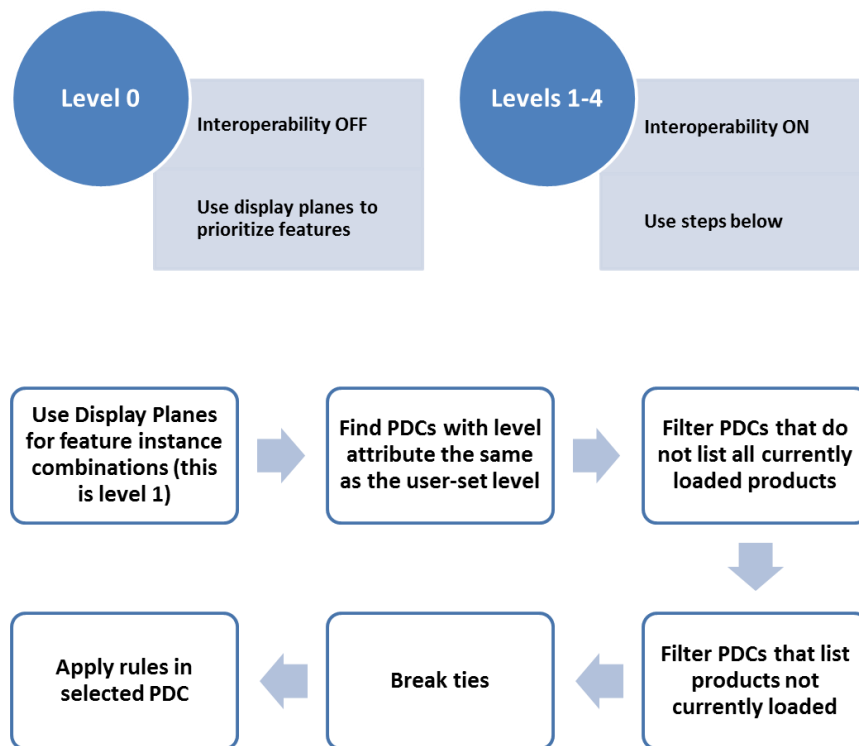 Level 0
Interoperability OFF
Use display planes to
prioritize features
Levels 1-4
Interoperability ON
Use steps below
Use Display Planes
for feature instance
combinations (this
is level 1)
Find PDCs with level
attribute the same
as the user-set level
Filter PDCs that do
not list all currently
loaded products
Filter PDCs that list
products not
currently loaded
Break ties
Apply rules in
selected PDC